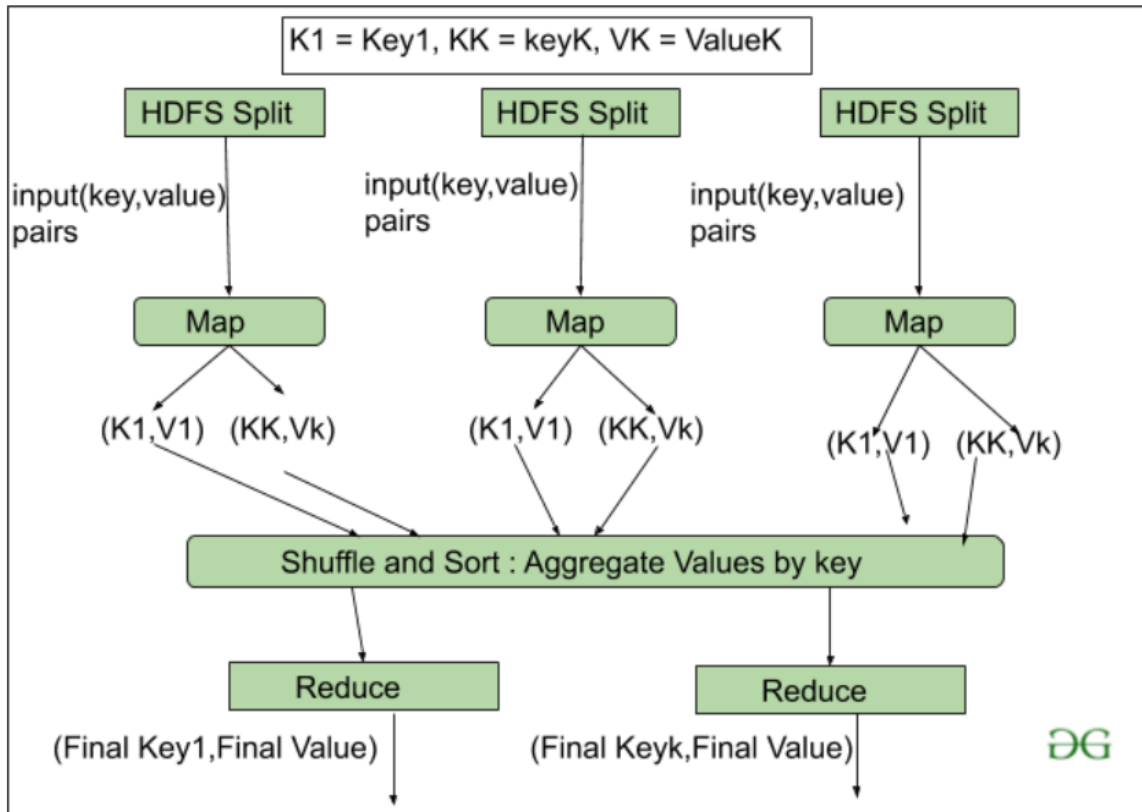 K1 = Key1, KK = keyK, VK = ValueK
HDFS Split
HDFS Split
HDFS Split
input(key,value)
pairs
input(key,value)
pairs
input(key,value)
pairs
Map
Map
Map
(K1,V1)
(KK,Vk)
(K1,V1)
(KK,Vk)
(K1,V1)
(KK,Vk)
Shuffle and Sort : Aggregate Values by key
Reduce
Reduce
(Final Key1,Final Value)
(Final Keyk,Final Value)